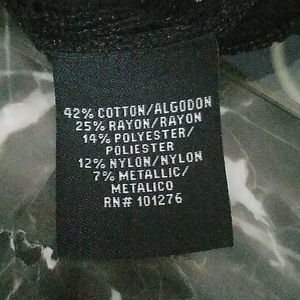 42% COTTON/ALGODON
25% RAYON/RAYON
14% POLYESTER/
POLIESTER
12% NYLON/NYLON
7% METALLIC/
METALICO
RN# 101276